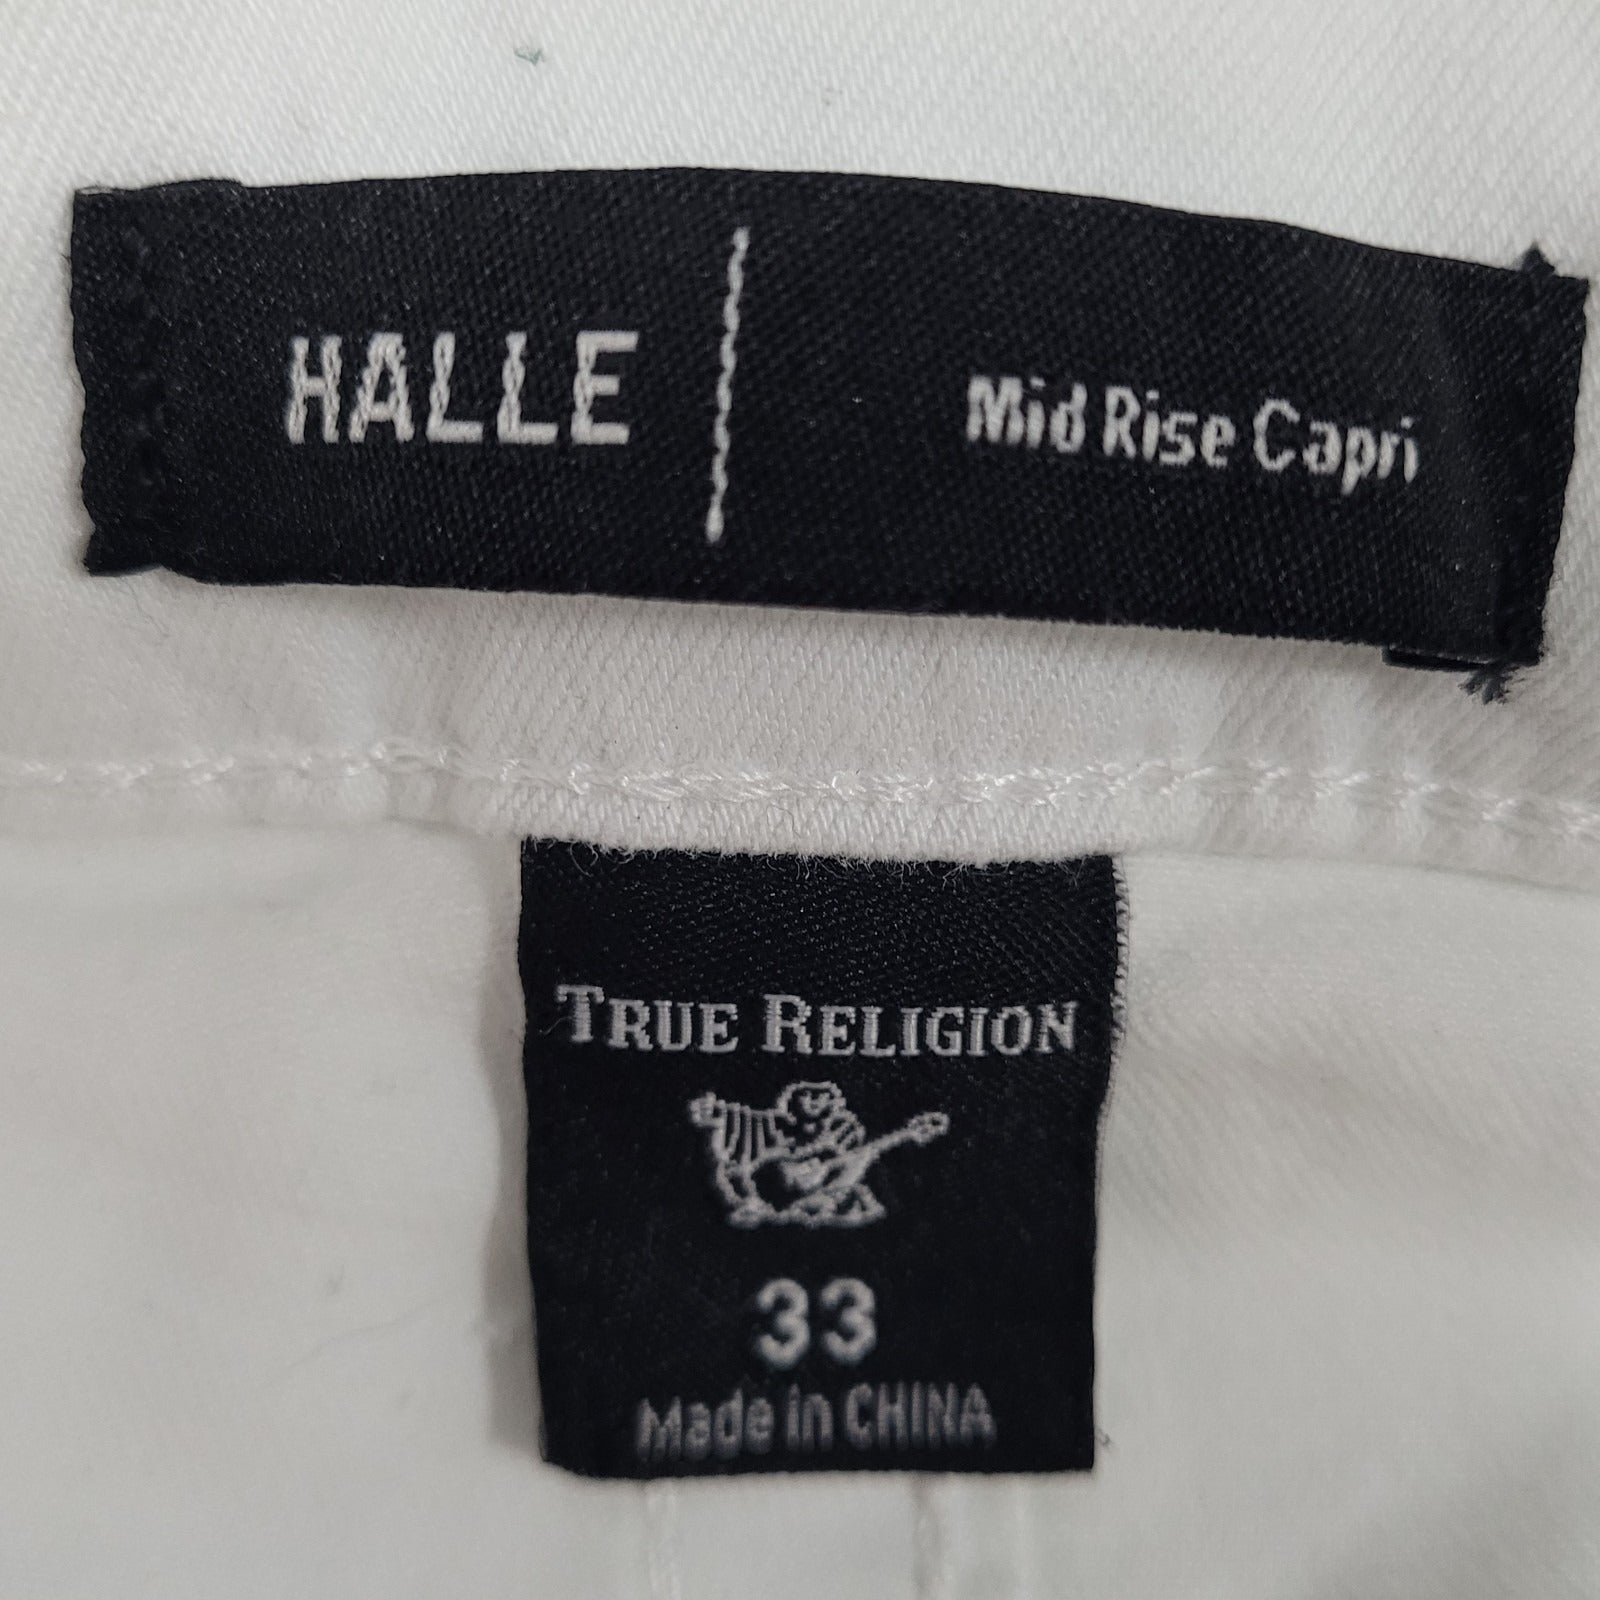 HALLE
Mid Rise Capri
TRUE RELIGION
33
Made in CHINA